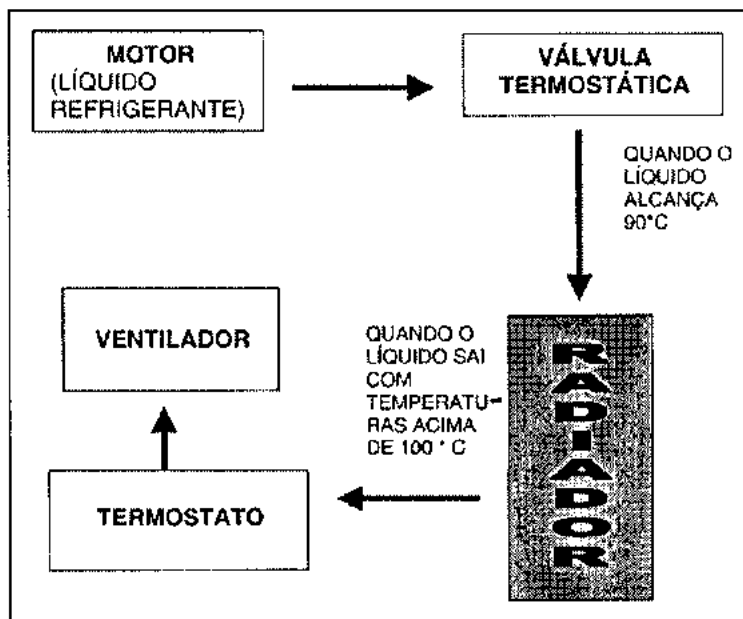 MOTOR
(LÍQUIDO
REFRIGERANTE)
VÁLVULA
TERMOSTÁTICA
QUANDO O
LÍQUIDO
ALCANÇA
90°C
RADIADOR
QUANDO O
LÍQUIDO SAI
COM
TEMPERATU-
RAS ACIMA
DE 100 ° C
TERMOSTATO
VENTILADOR